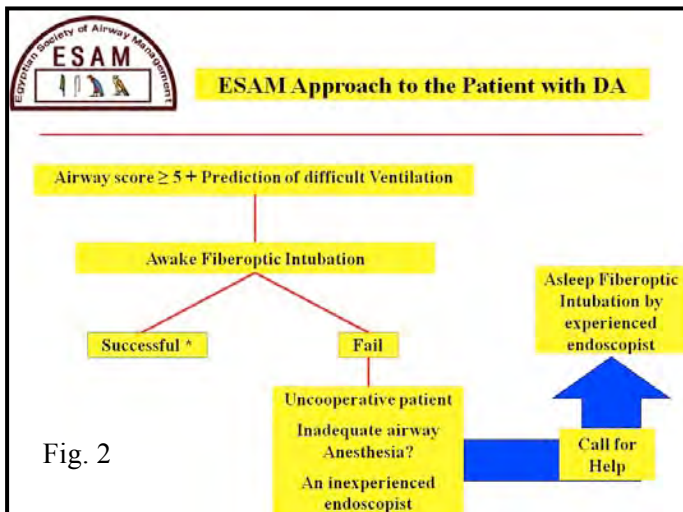 Egyptian Society of Airway Management
ESAM
ESAM Approach to the Patient with DA
Airway score ≥ 5 + Prediction of difficult Ventilation
Awake Fiberoptic Intubation
Successful *
Fail
Uncooperative patient
Inadequate airway
Anesthesia?
An inexperienced
endoscopist
Call for
Help
Asleep Fiberoptic
Intubation by
experienced
endoscopist
Fig. 2